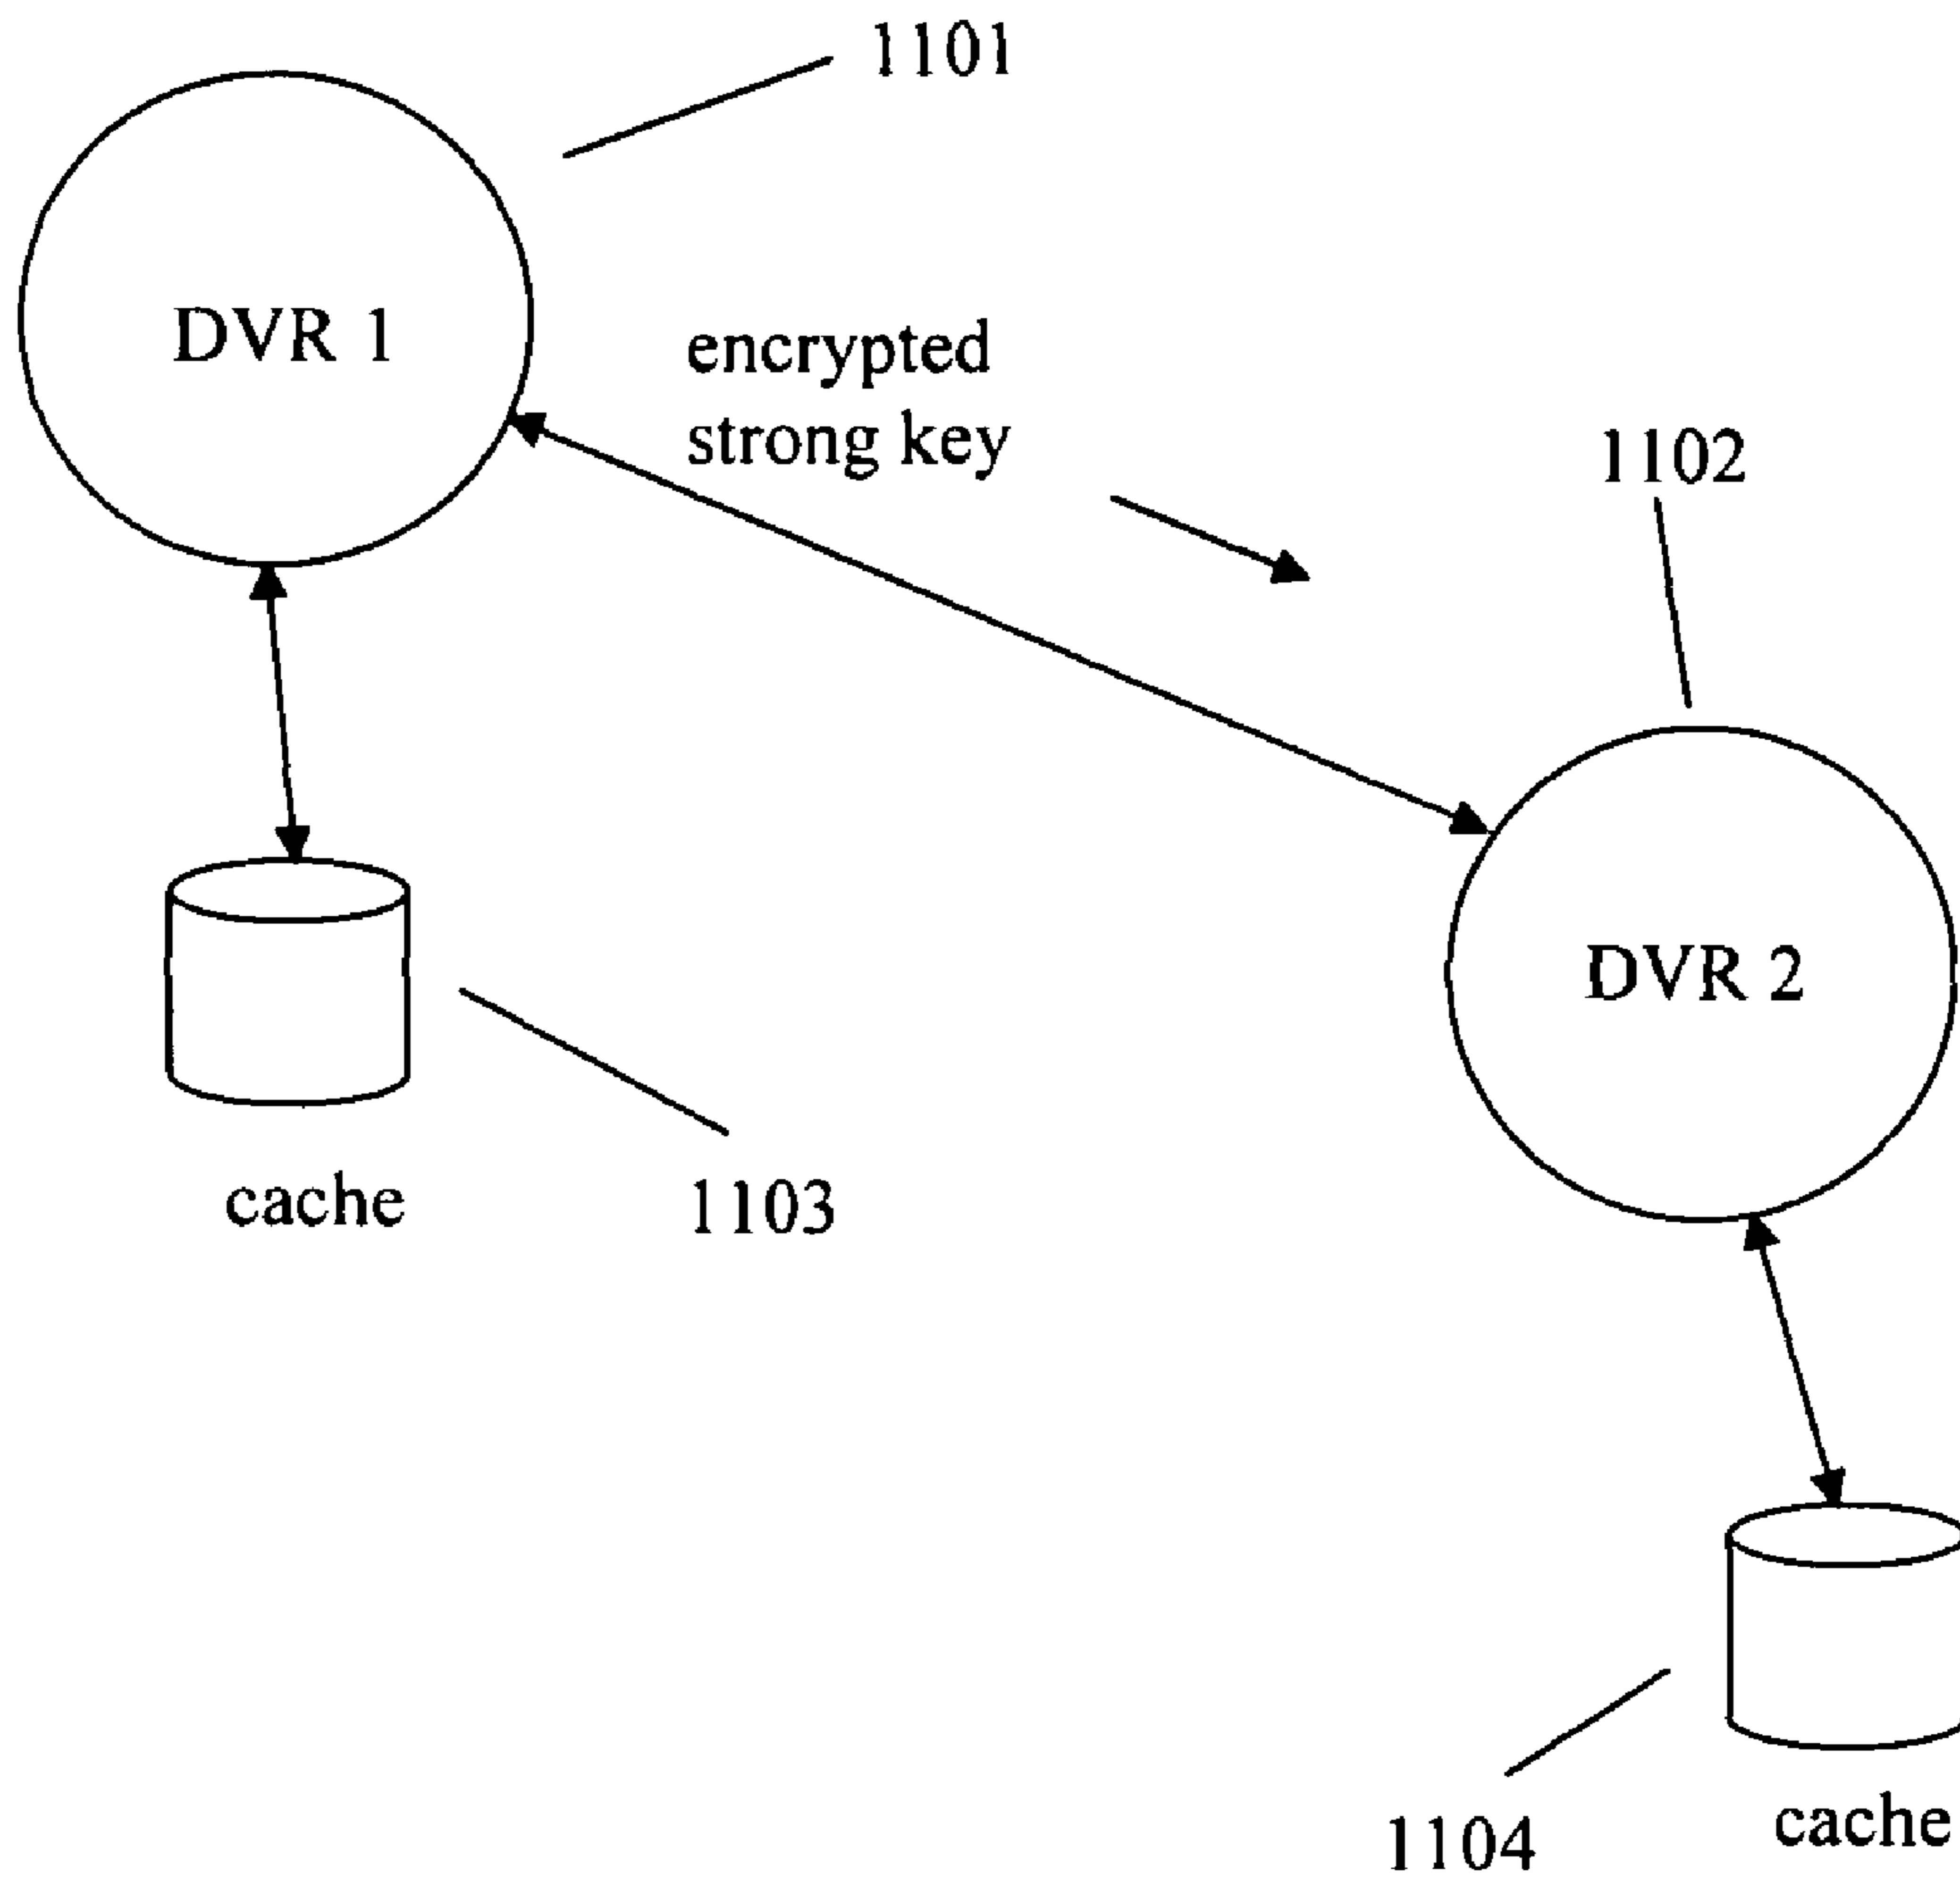 1101
DVR 1
encrypted
strong key
1102
DVR 2
cache
1103
1104
cache